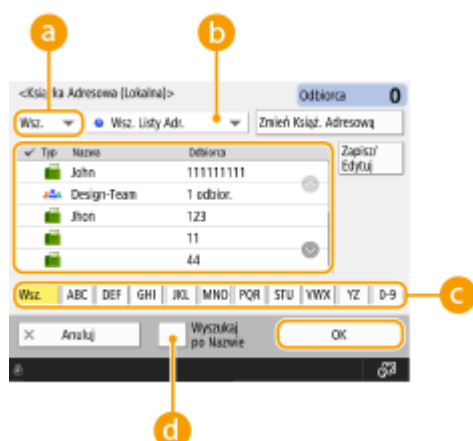 a
b
<Książka Adresowa (Lokalna)>
Odbiorca 0
Wsz.
Wsz. Listy Adr.
Zmień Książ. Adresową
Typ Nazwa Odbiorca
Zapisz/
Edytuj
John 111111111
Design-Team 1 odbior.
Jhon 123
11
44
Wsz. ABC DEF GHI JKL MNO PQR STU VWX YZ 0-9
c
Anuluj
Wyszukaj
po Nazwie
OK
d